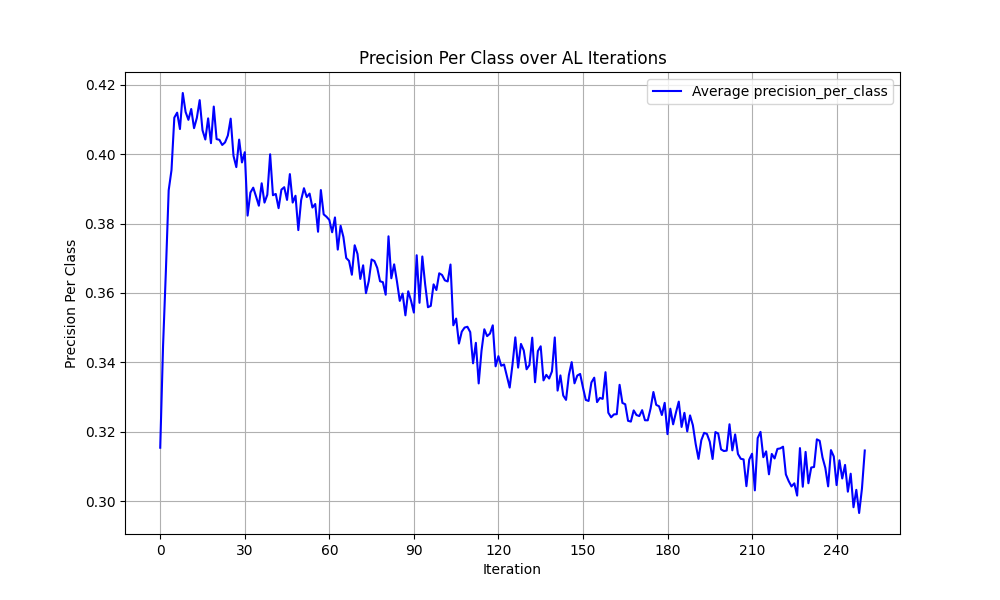 Precision Per Class over AL Iterations
Average precision_per_class
Precision Per Class
0.42
0.40
0.38
0.36
0.34
0.32
0.30
0 30 60 90 120 150 180 210 240
Iteration